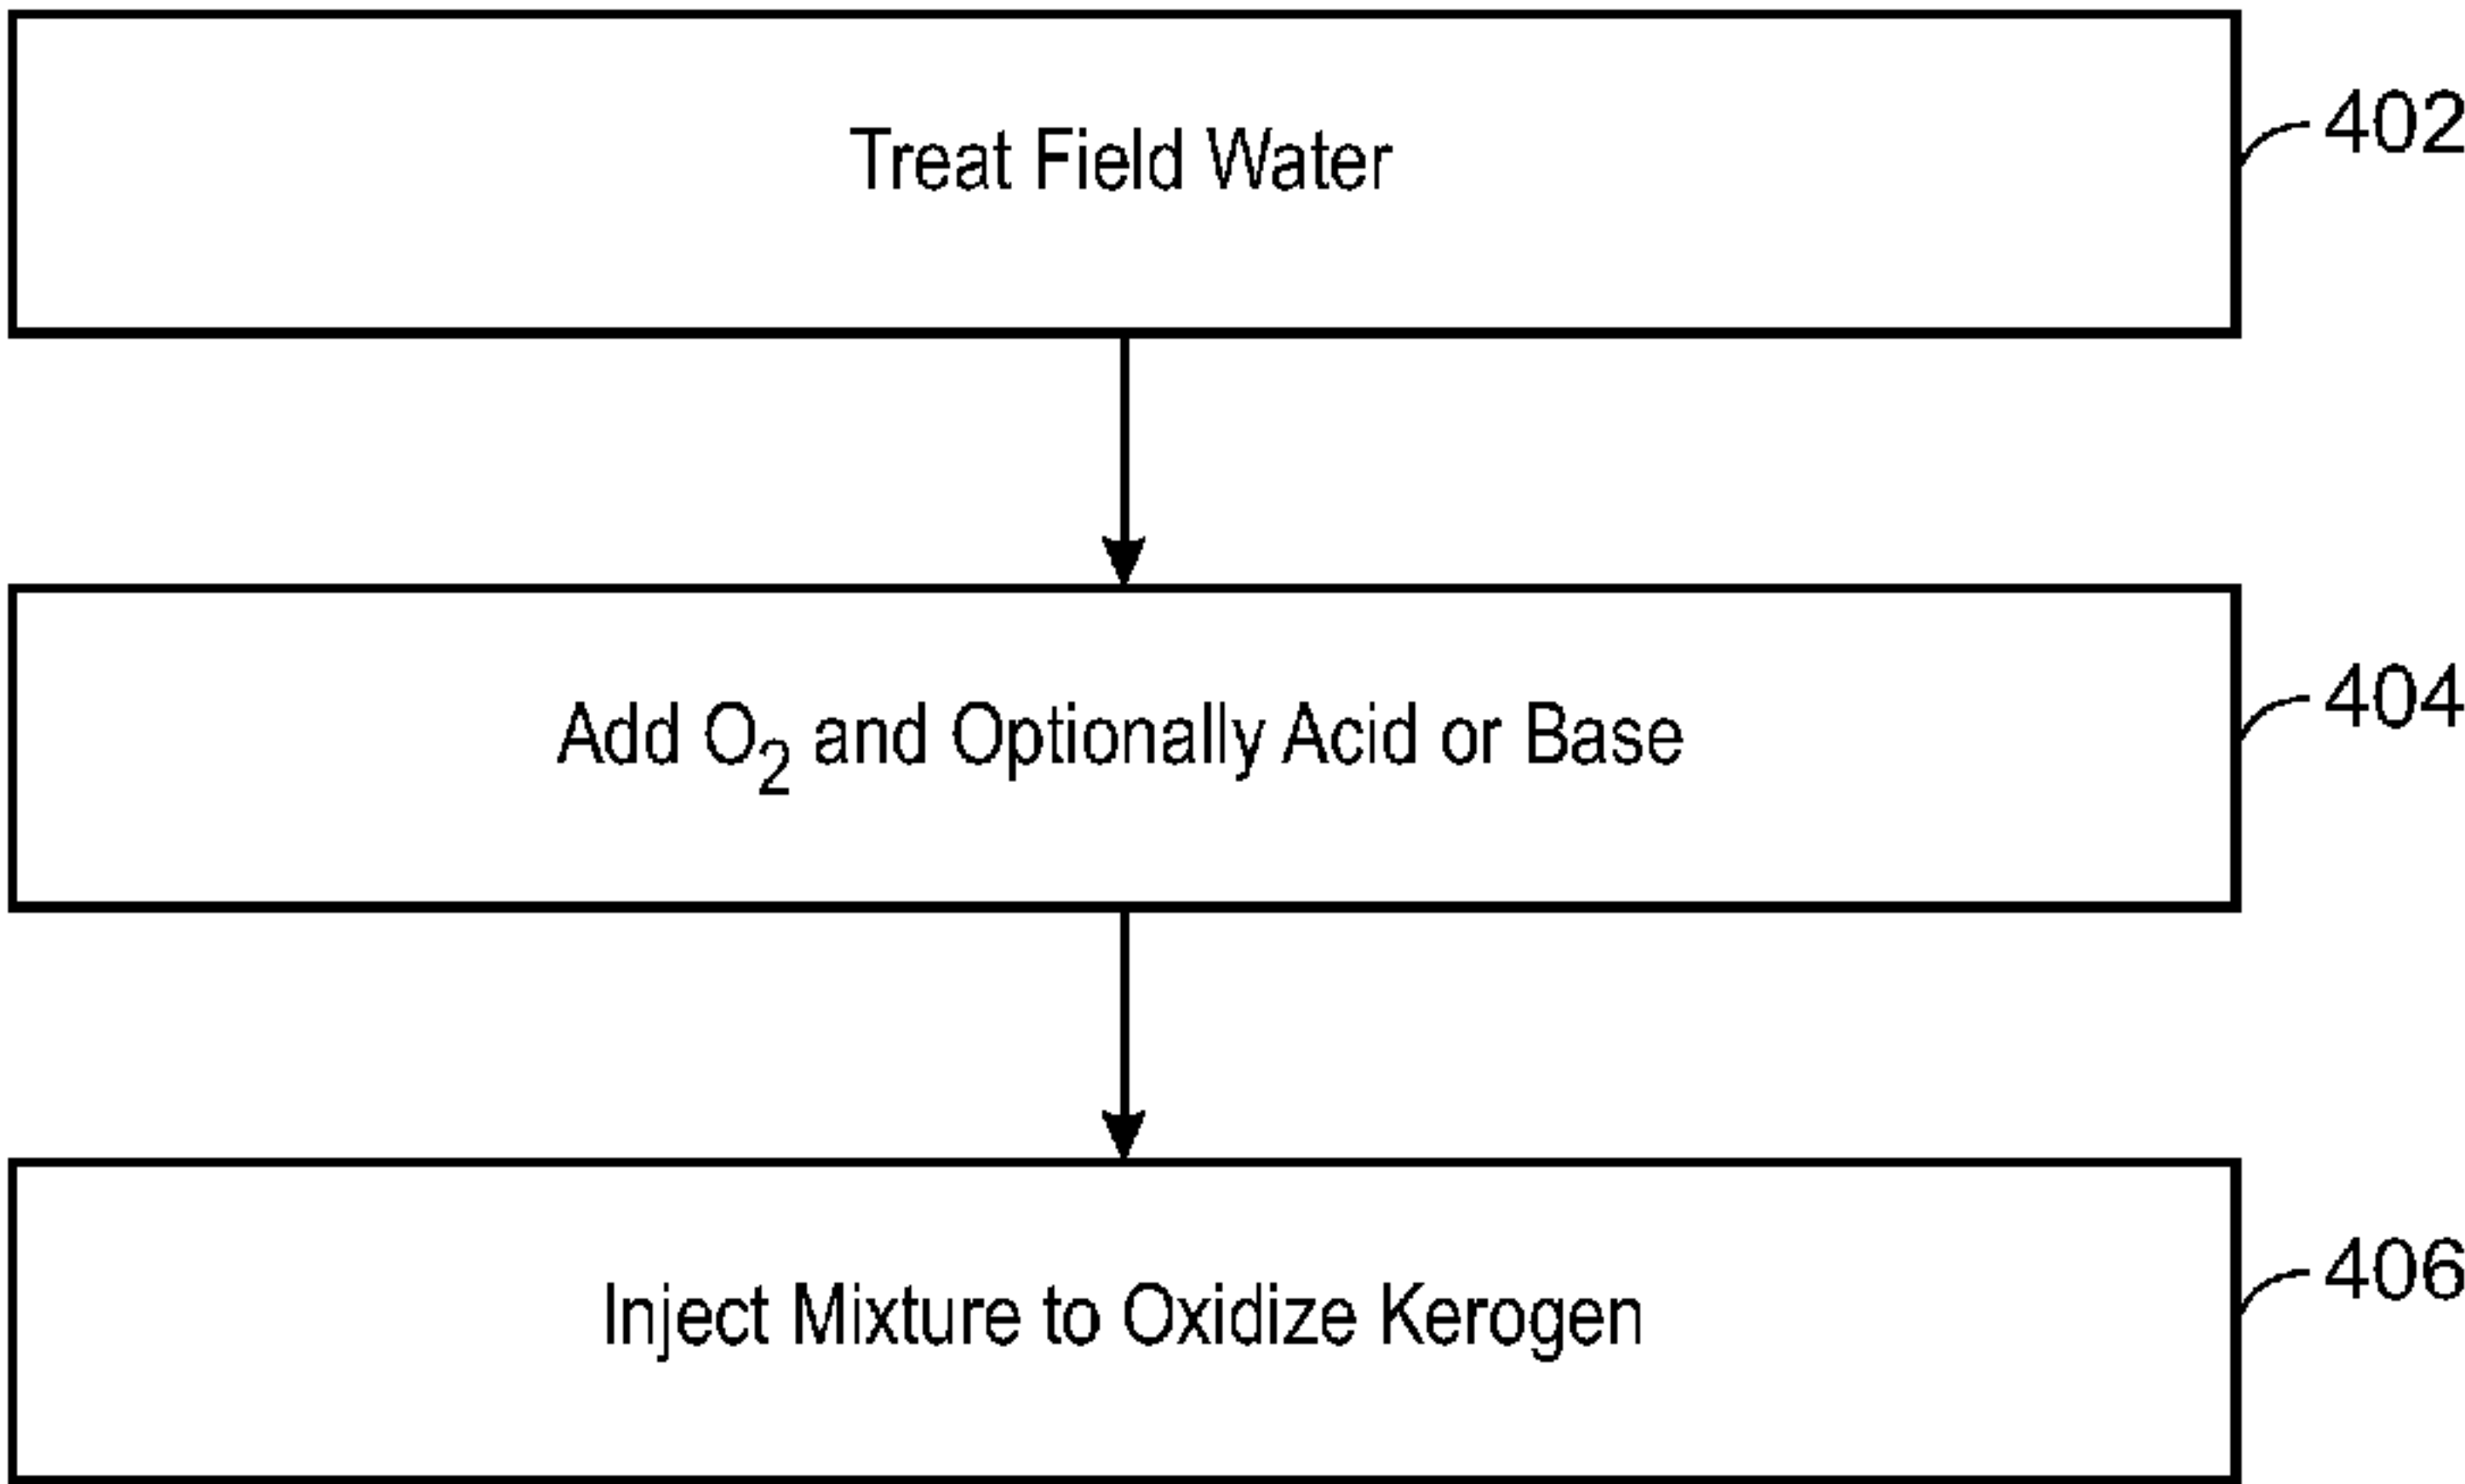 Treat Field Water
402
Add O₂ and Optionally Acid or Base
404
Inject Mixture to Oxidize Kerogen
406